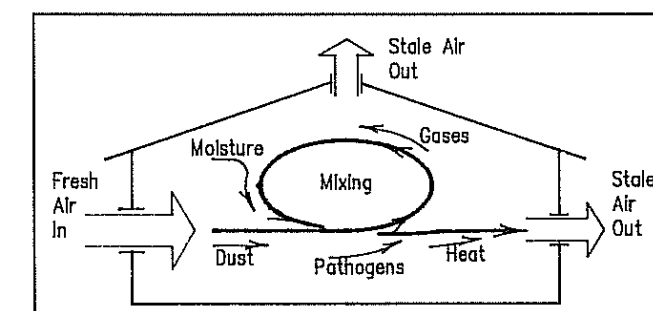 Stale Air
Out
Gases
Moisture
Mixing
Fresh
Air
In
Stale
Air
Out
Dust
Pathogens
Heat